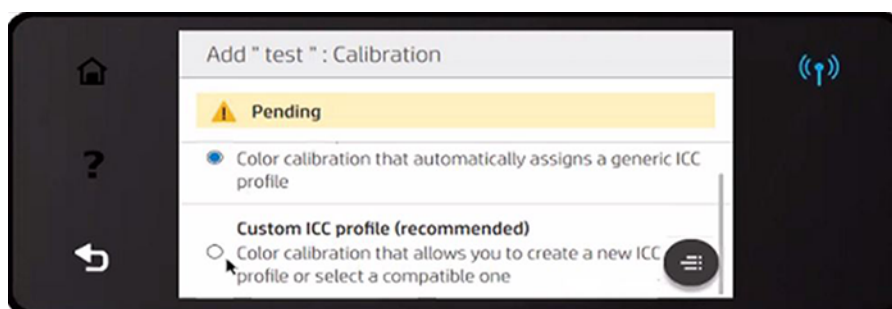 Add " test " : Calibration
Pending
Color calibration that automatically assigns a generic ICC
profile
Custom ICC profile (recommended)
Color calibration that allows you to create a new ICC
profile or select a compatible one
?